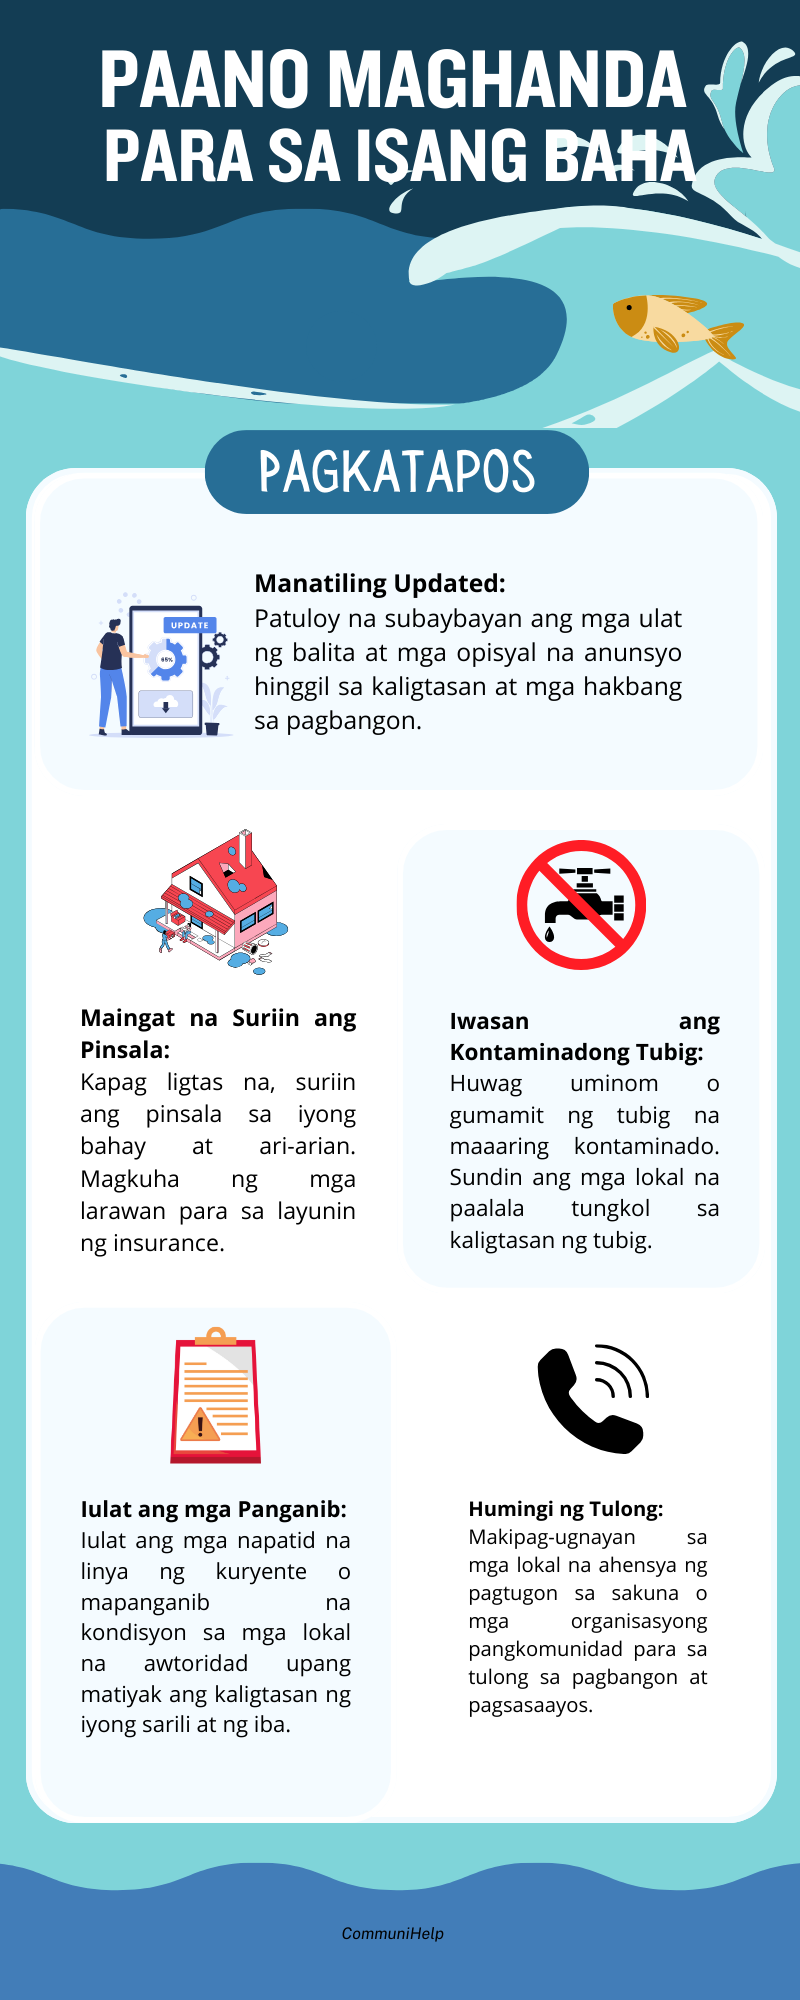 PAANO MAGHANDA
PARA SA ISANG BAHA
PAGKATAPOS
UPDATE
65%
Manatiling Updated:
Patuloy na subaybayan ang mga ulat
ng balita at mga opisyal na anunsyo
hinggil sa kaligtasan at mga hakbang
sa pagbangon.
Maingat na Suriin ang
Pinsala:
Kapag ligtas na, suriin
ang pinsala sa iyong
bahay at ari-arian.
Magkuha ng mga
larawan para sa layunin
ng insurance.
Iwasan ang
Kontaminadong Tubig:
Huwag uminom o
gumamit ng tubig na
maaaring kontaminado.
Sundin ang mga lokal na
paalala tungkol sa
kaligtasan ng tubig.
Iulat ang mga Panganib:
Iulat ang mga napatid na
linya ng kuryente o
mapanganib na
kondisyon sa mga lokal
na awtoridad upang
matiyak ang kaligtasan ng
iyong sarili at ng iba.
Humingi ng Tulong:
Makipag-ugnayan sa
mga lokal na ahensya ng
pagtugon sa sakuna o
mga organisasyong
pangkomunidad para sa
tulong sa pagbangon at
pagsasaayos.
CommuniHelp